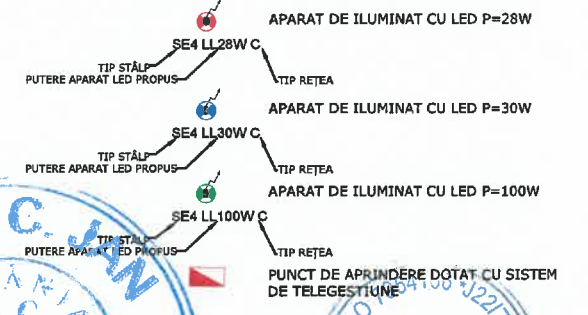 APARAT DE ILUMINAT CU LED P=28W
SE4 LL28W C
TIP STÂLP
PUTERE APARAT LED PROPUS
TIP REȚEA
APARAT DE ILUMINAT CU LED P=30W
SE4 LL30W C
TIP STÂLP
PUTERE APARAT LED PROPUS
TIP REȚEA
APARAT DE ILUMINAT CU LED P=100W
SE4 LL100W C
TIP STÂLP
PUTERE APARAT LED PROPUS
TIP REȚEA
PUNCT DE APRINDERE DOTAT CU SISTEM
DE TELEGESTIUNE
C. JAN